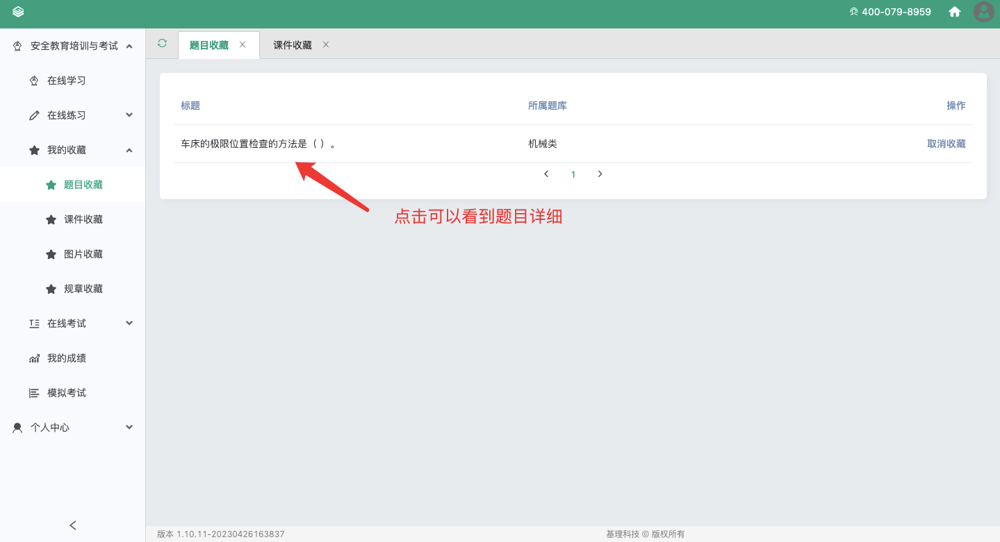 400-079-8959
安全教育培训与考试
在线学习
在线练习
我的收藏
题目收藏
课件收藏
图片收藏
规章收藏
在线考试
我的成绩
模拟考试
个人中心
题目收藏 课件收藏
标题 所属题库 操作
车床的极限位置检查的方法是（ ）。 机械类 取消收藏
1
点击可以看到题目详细
版本 1.10.11-20230426163837 基理科技 © 版权所有